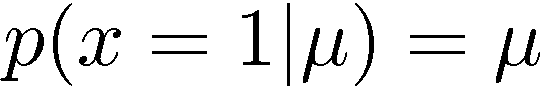 p(x = 1|μ) = μ